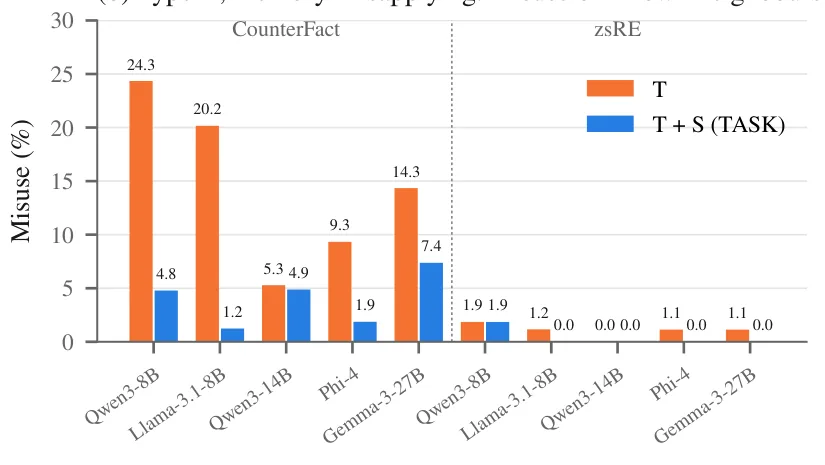 30
CounterFact
zsRE
25
20
15
10
5
0
Misuse (%)
T
T + S (TASK)
24.3
4.8
20.2
1.2
5.3
4.9
9.3
1.9
14.3
7.4
1.9
1.9
1.2
0.0
0.0
0.0
1.1
0.0
1.1
0.0
Qwen3-8B
Llama-3.1-8B
Qwen3-14B
Phi-4
Gemma-3-27B
Qwen3-8B
Llama-3.1-8B
Qwen3-14B
Phi-4
Gemma-3-27B